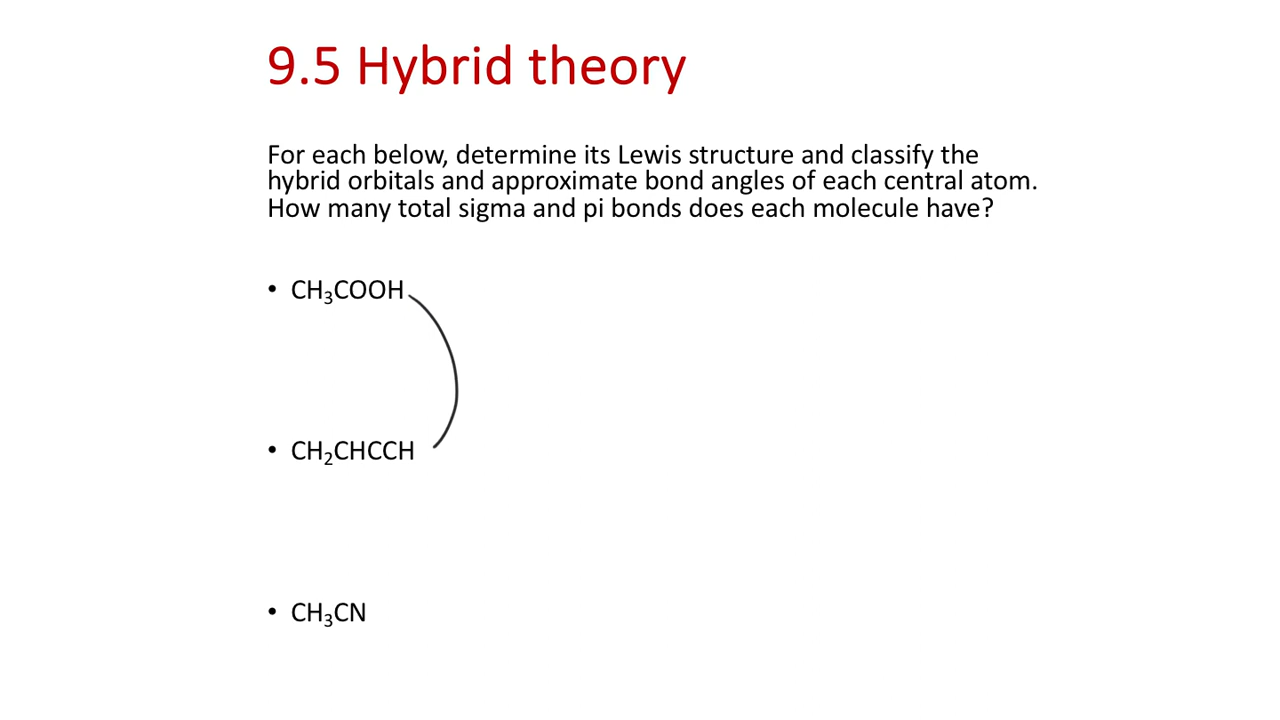 9.5 Hybrid theory
For each below, determine its Lewis structure and classify the
hybrid orbitals and approximate bond angles of each central atom.
How many total sigma and pi bonds does each molecule have?
• CH₃COOH
• CH₂CHCCH
• CH₃CN